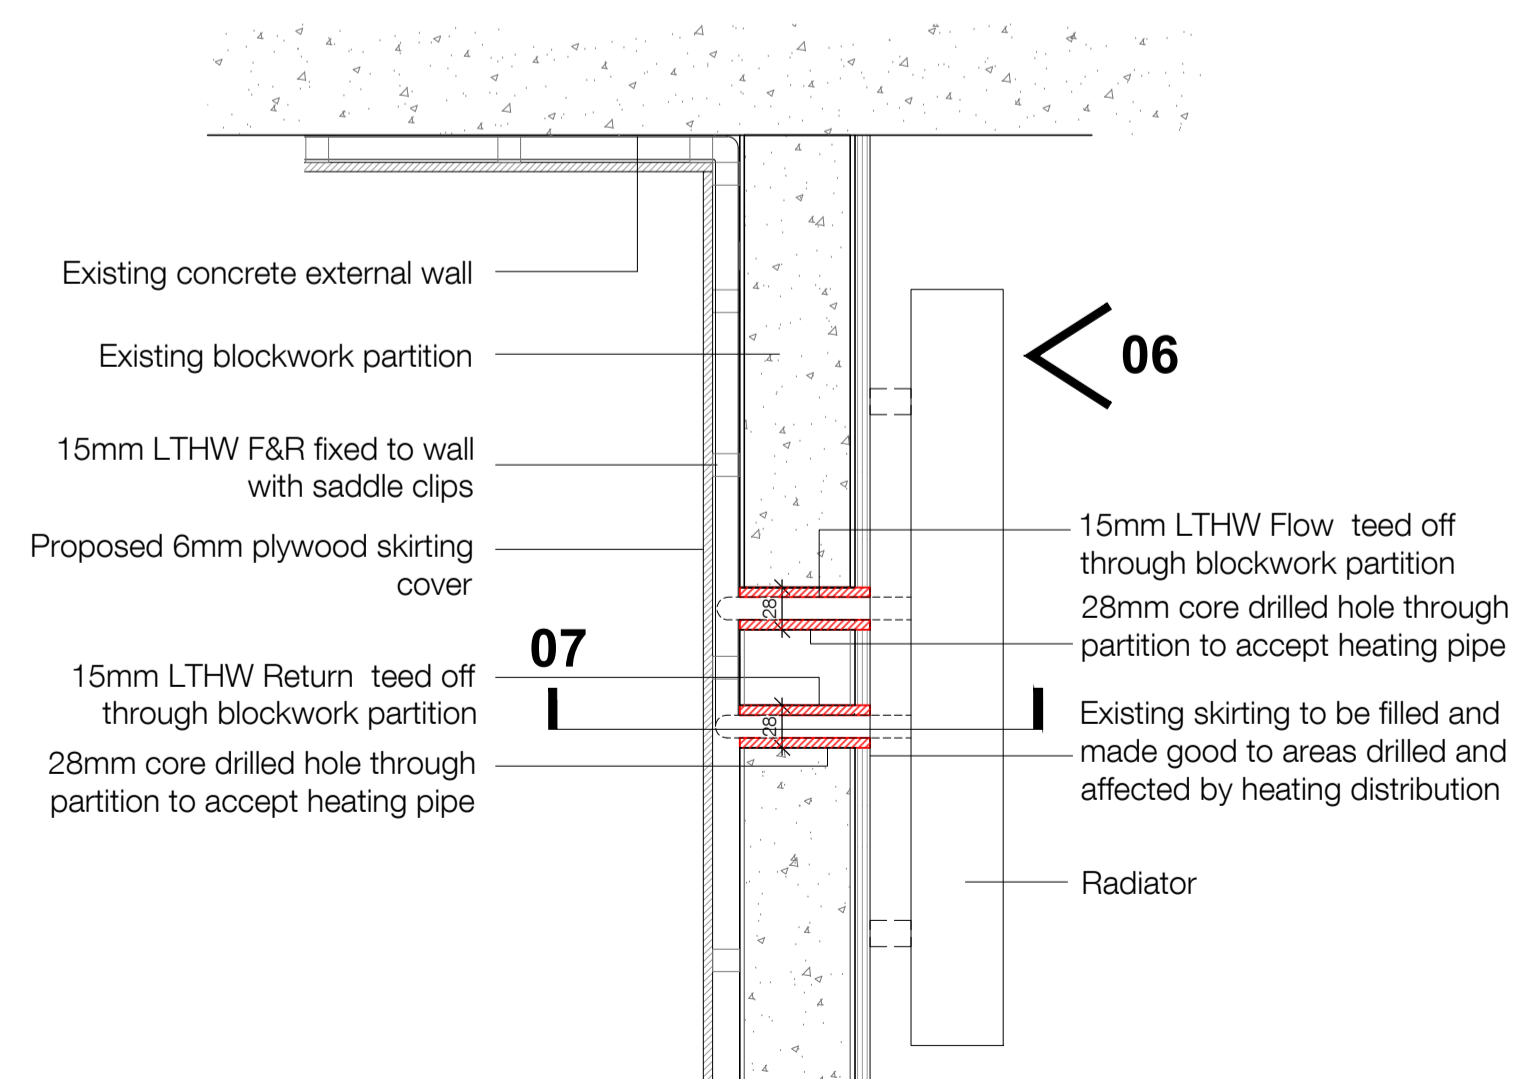 Existing concrete external wall
Existing blockwork partition
15mm LTHW F&R fixed to wall
with saddle clips
Proposed 6mm plywood skirting
cover
07
15mm LTHW Return teed off
through blockwork partition
28mm core drilled hole through
partition to accept heating pipe
28
28
06
15mm LTHW Flow teed off
through blockwork partition
28mm core drilled hole through
partition to accept heating pipe
Existing skirting to be filled and
made good to areas drilled and
affected by heating distribution
Radiator